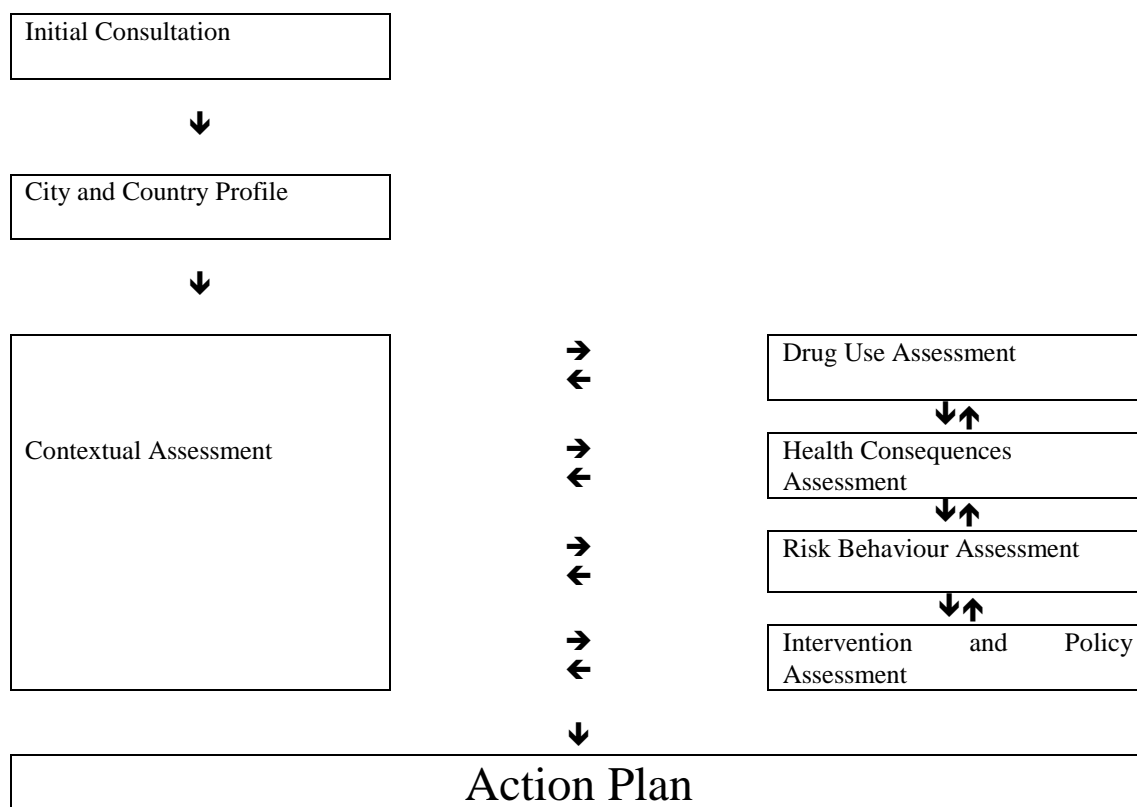 Initial Consultation
City and Country Profile
Drug Use Assessment
Contextual Assessment
Health Consequences
Assessment
Risk Behaviour Assessment
Intervention and Policy
Assessment
Action Plan